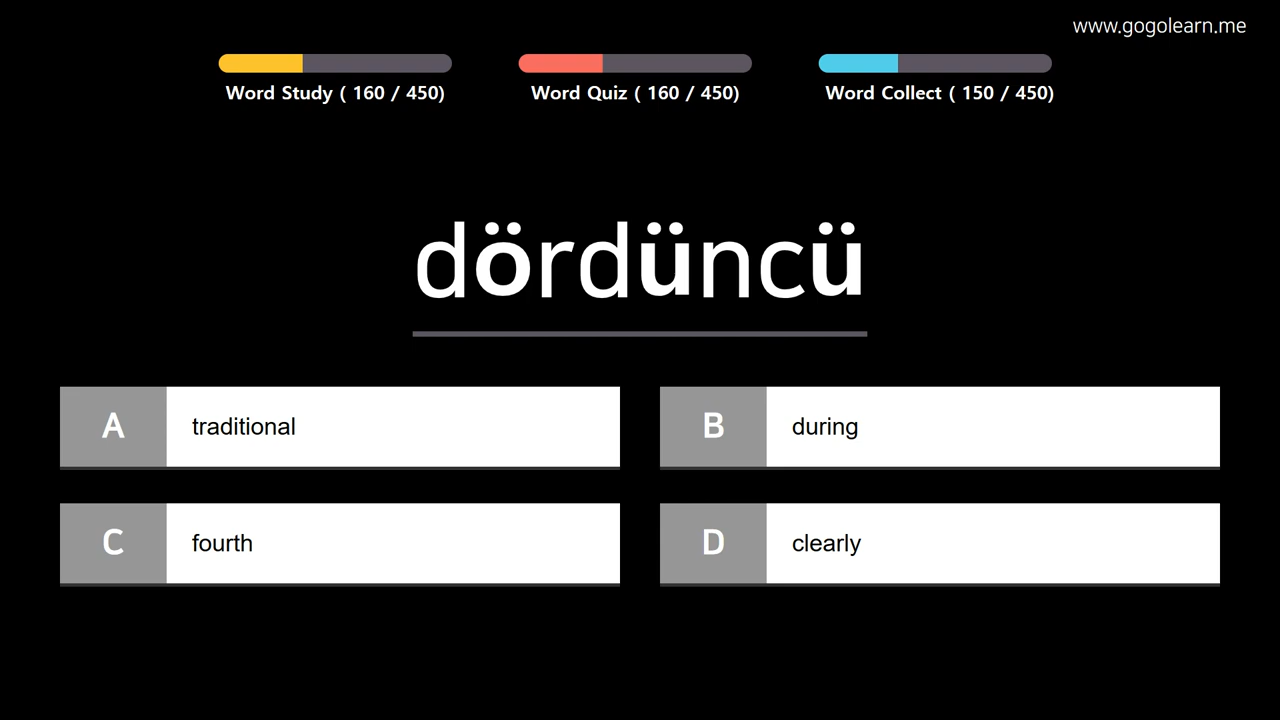 www.gogolearn.me
Word Study ( 160 / 450)
Word Quiz ( 160 / 450)
Word Collect ( 150 / 450)
dördüncü
A traditional
B during
C fourth
D clearly